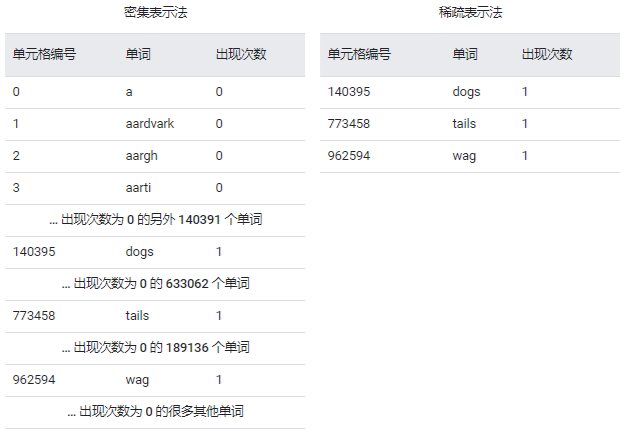 密集表示法
单元格编号 单词 出现次数
0 a 0
1 aardvark 0
2 aargh 0
3 aarti 0
... 出现次数为 0 的另外 140391 个单词
140395 dogs 1
... 出现次数为 0 的 633062 个单词
773458 tails 1
... 出现次数为 0 的 189136 个单词
962594 wag 1
... 出现次数为 0 的很多其他单词
稀疏表示法
单元格编号 单词 出现次数
140395 dogs 1
773458 tails 1
962594 wag 1